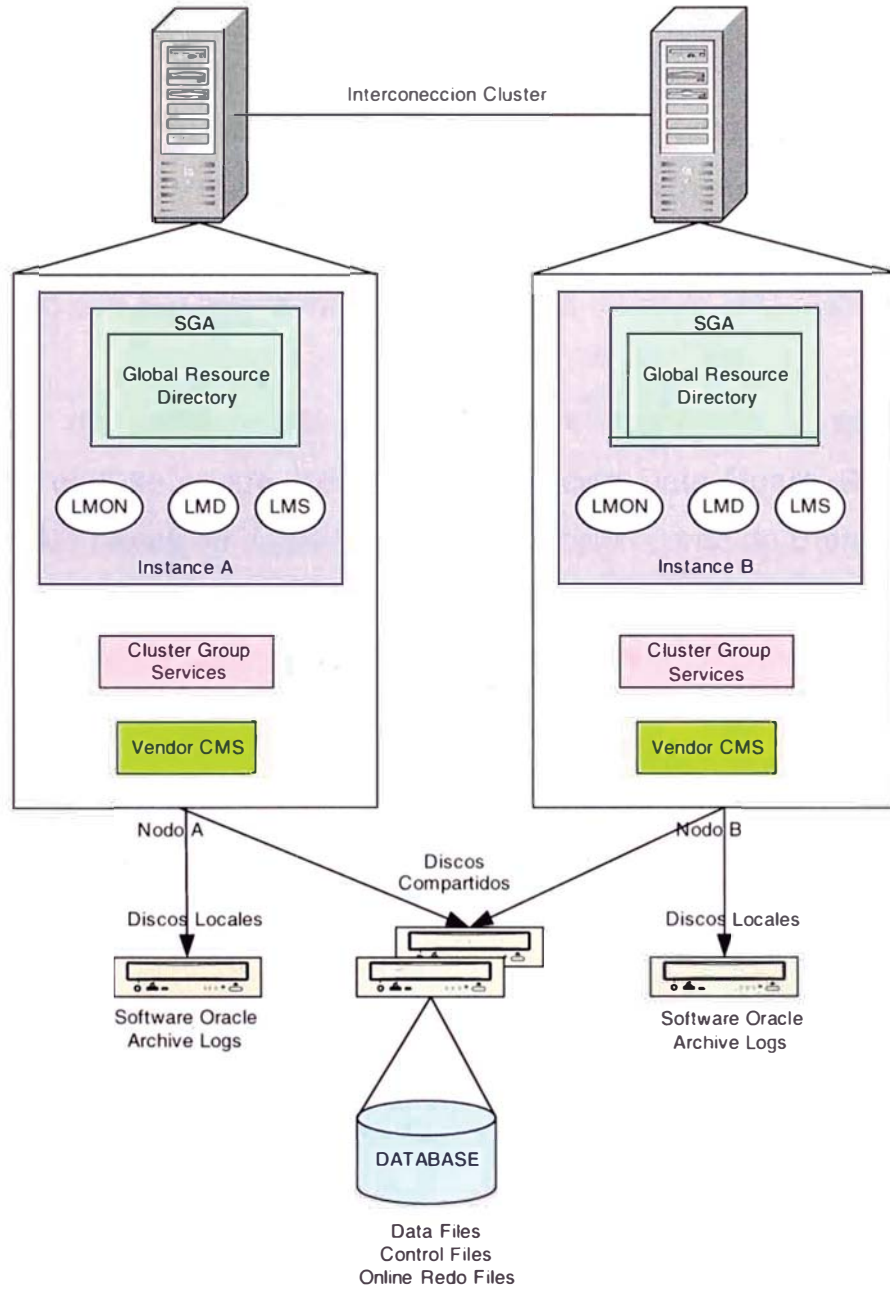 Interconeccion Cluster
SGA
Global Resource
Directory
LMON
LMD
LMS
Instance A
Cluster Group
Services
Vendor CMS
Nodo A
SGA
Global Resource
Directory
LMON
LMD
LMS
Instance B
Cluster Group
Services
Vendor CMS
Nodo B
Discos
Compartidos
Discos Locales
Software Oracle
Archive Logs
Discos Locales
Software Oracle
Archive Logs
DATABASE
Data Files
Control Files
Online Redo Files